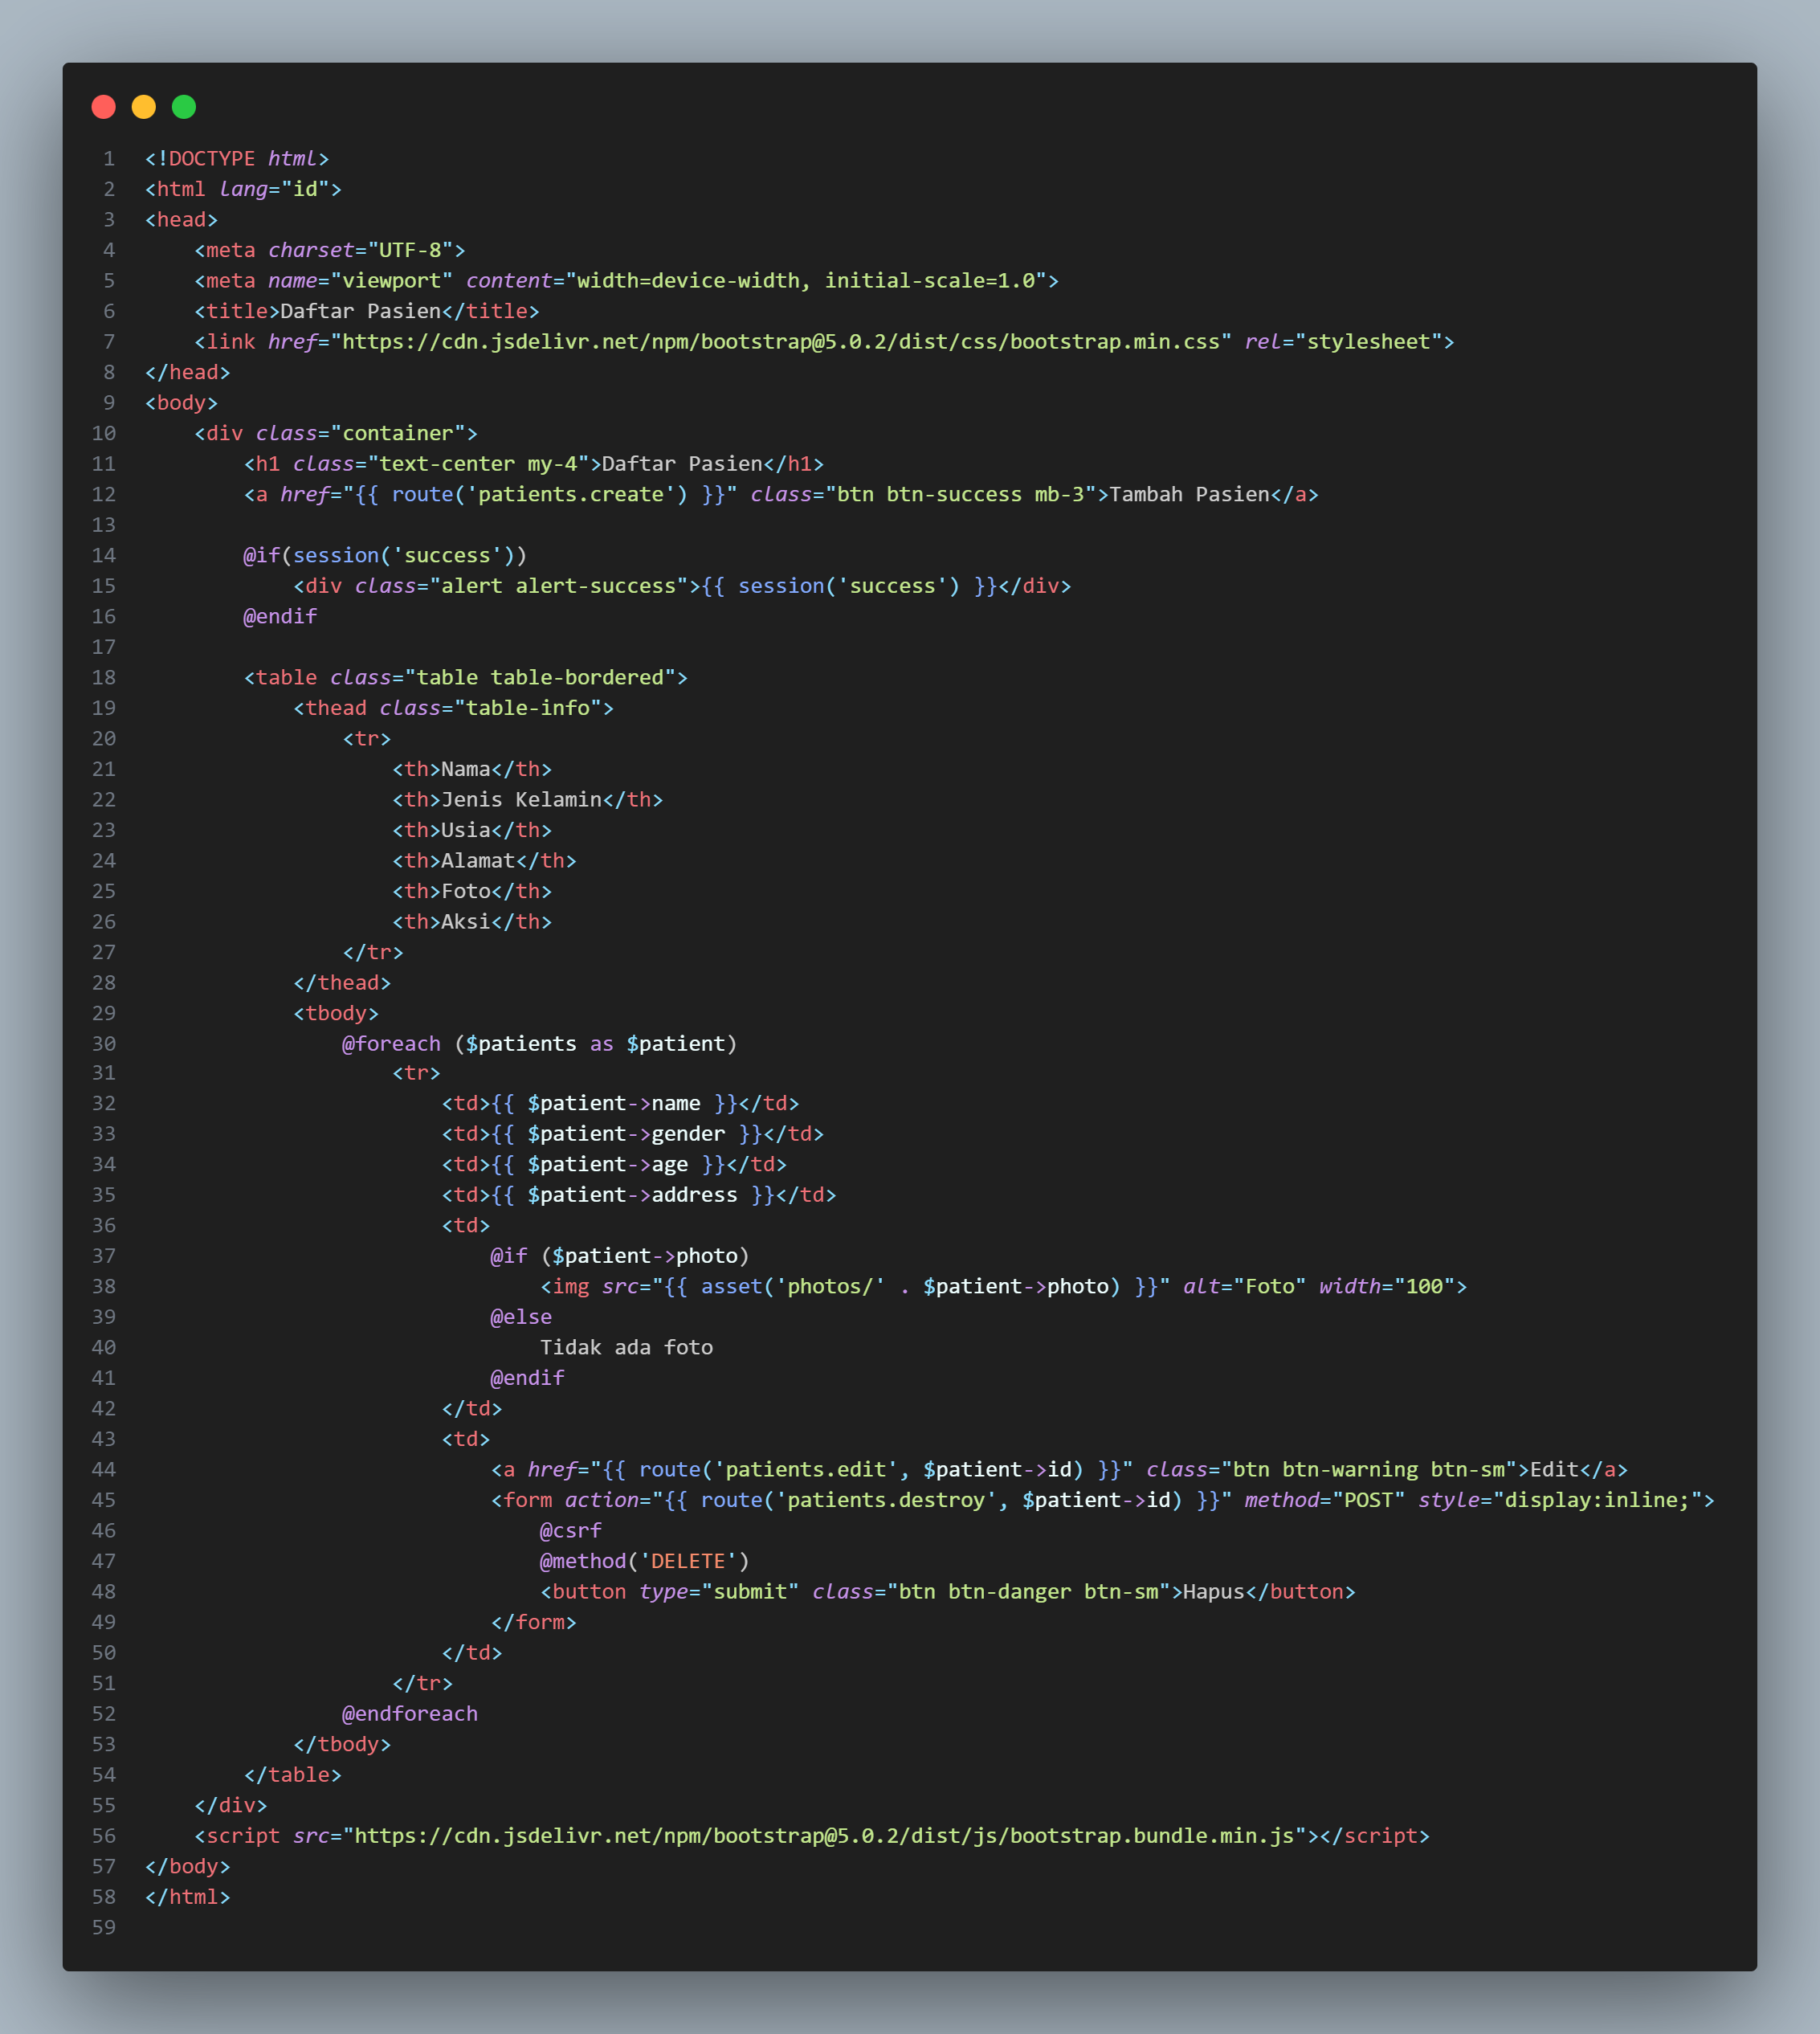 1 <!DOCTYPE html>
2 <html lang="id">
3 <head>
4     <meta charset="UTF-8">
5     <meta name="viewport" content="width=device-width, initial-scale=1.0">
6     <title>Daftar Pasien</title>
7     <link href="https://cdn.jsdelivr.net/npm/bootstrap@5.0.2/dist/css/bootstrap.min.css" rel="stylesheet">
8 </head>
9 <body>
10     <div class="container">
11         <h1 class="text-center my-4">Daftar Pasien</h1>
12         <a href="{{ route('patients.create') }}" class="btn btn-success mb-3">Tambah Pasien</a>
13
14         @if(session('success'))
15             <div class="alert alert-success">{{ session('success') }}</div>
16         @endif
17
18         <table class="table table-bordered">
19             <thead class="table-info">
20                 <tr>
21                     <th>Nama</th>
22                     <th>Jenis Kelamin</th>
23                     <th>Usia</th>
24                     <th>Alamat</th>
25                     <th>Foto</th>
26                     <th>Aksi</th>
27                 </tr>
28             </thead>
29             <tbody>
30                 @foreach ($patients as $patient)
31                     <tr>
32                         <td>{{ $patient->name }}</td>
33                         <td>{{ $patient->gender }}</td>
34                         <td>{{ $patient->age }}</td>
35                         <td>{{ $patient->address }}</td>
36                         <td>
37                             @if ($patient->photo)
38                                 <img src="{{ asset('photos/' . $patient->photo) }}" alt="Foto" width="100">
39                             @else
40                                 Tidak ada foto
41                             @endif
42                         </td>
43                         <td>
44                             <a href="{{ route('patients.edit', $patient->id) }}" class="btn btn-warning btn-sm">Edit</a>
45                             <form action="{{ route('patients.destroy', $patient->id) }}" method="POST" style="display:inline;">
46                                 @csrf
47                                 @method('DELETE')
48                                 <button type="submit" class="btn btn-danger btn-sm">Hapus</button>
49                             </form>
50                         </td>
51                     </tr>
52                 @endforeach
53             </tbody>
54         </table>
55     </div>
56     <script src="https://cdn.jsdelivr.net/npm/bootstrap@5.0.2/dist/js/bootstrap.bundle.min.js"></script>
57 </body>
58 </html>
59